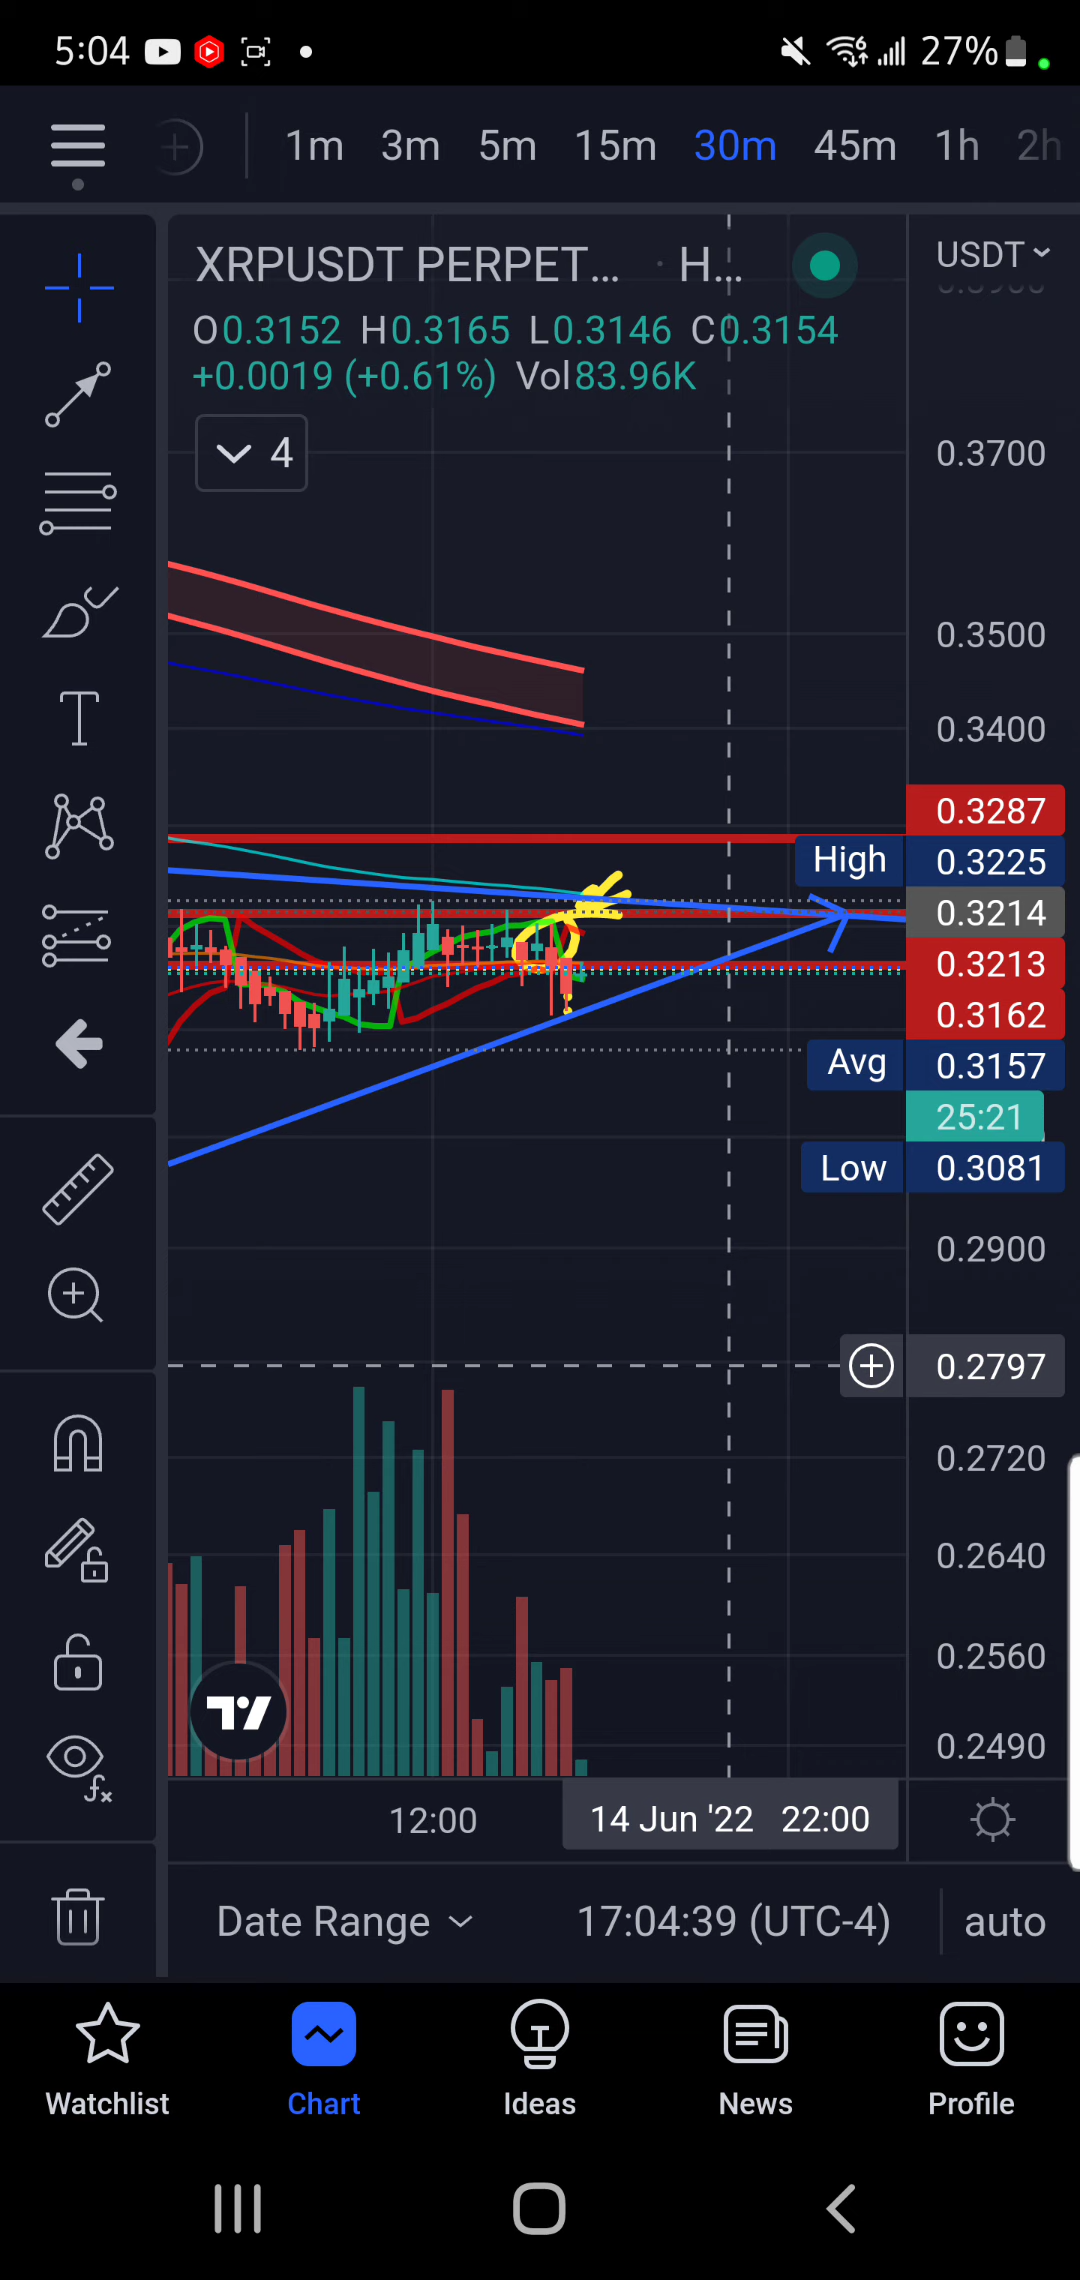 5:04 27%
1m 3m 5m 15m 30m 45m 1h 2h
XRPUSDT PERPET... · H... USDT
O0.3152 H0.3165 L0.3146 C0.3154
+0.0019 (+0.61%) Vol83.96K
4
0.3700
0.3500
0.3400
0.3287
High 0.3225
0.3214
0.3213
0.3162
Avg 0.3157
25:21
Low 0.3081
0.2900
0.2797
0.2720
0.2640
0.2560
0.2490
12:00 14 Jun '22 22:00
Date Range 17:04:39 (UTC-4) auto
Watchlist Chart Ideas News Profile